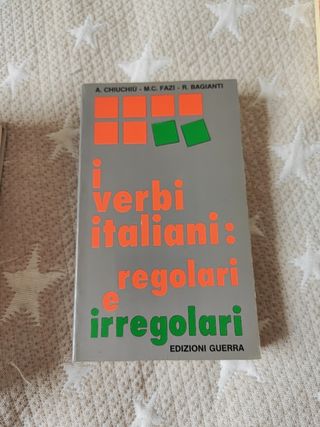 A. CHIUCHIÙ - M.C. FAZI - R. BAGIANTI
i
verbi
italiani:
regolari
e
irregolari
EDIZIONI GUERRA